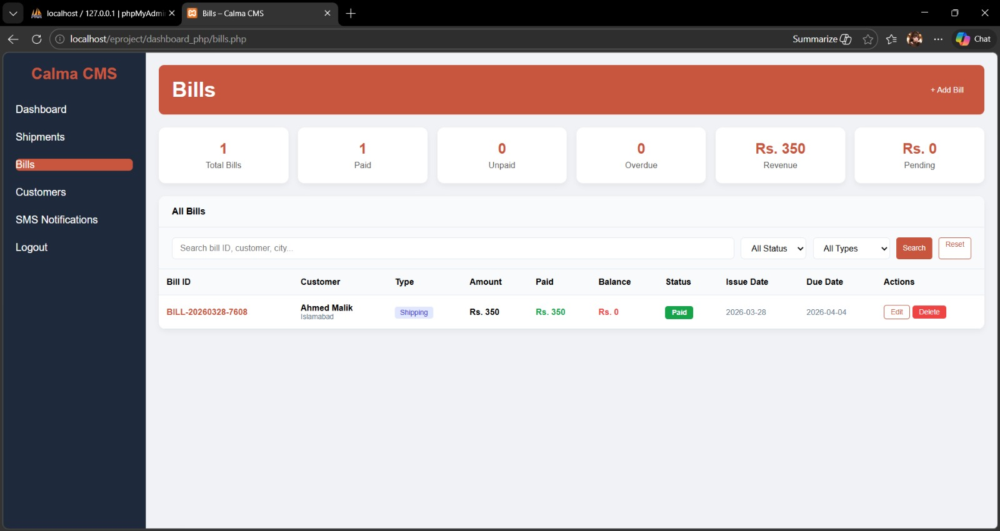 localhost / 127.0.0.1 | phpMyAdmi
Bills – Calma CMS
localhost/eproject/dashboard_php/bills.php
Summarize
Chat
Calma CMS
Dashboard
Shipments
Bills
Customers
SMS Notifications
Logout
Bills
+ Add Bill
1
Total Bills
1
Paid
0
Unpaid
0
Overdue
Rs. 350
Revenue
Rs. 0
Pending
All Bills
Search bill ID, customer, city...
All Status
All Types
Search
Reset
Bill ID Customer Type Amount Paid Balance Status Issue Date Due Date Actions
BILL-20260328-7608 Ahmed Malik Shipping Rs. 350 Rs. 350 Rs. 0 Paid 2026-03-28 2026-04-04 Edit Delete
Islamabad